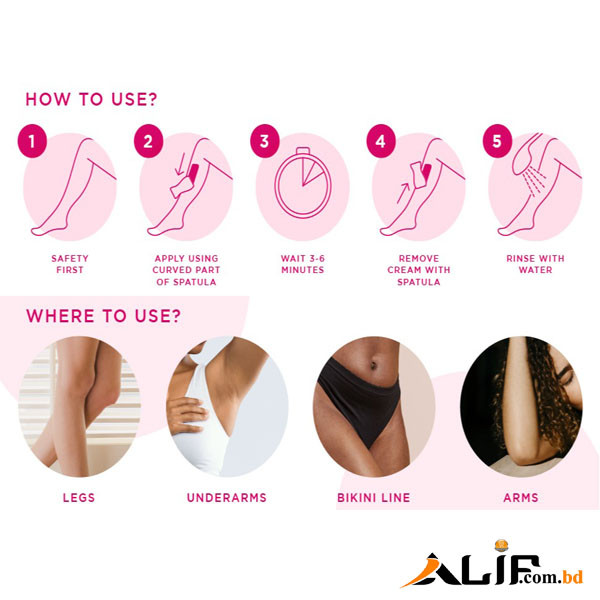 HOW TO USE?
1
2
3
4
5
SAFETY
FIRST
APPLY USING
CURVED PART
OF SPATULA
WAIT 3-6
MINUTES
REMOVE
CREAM WITH
SPATULA
RINSE WITH
WATER
WHERE TO USE?
LEGS
UNDERARMS
BIKINI LINE
ARMS
ALIF.com.bd